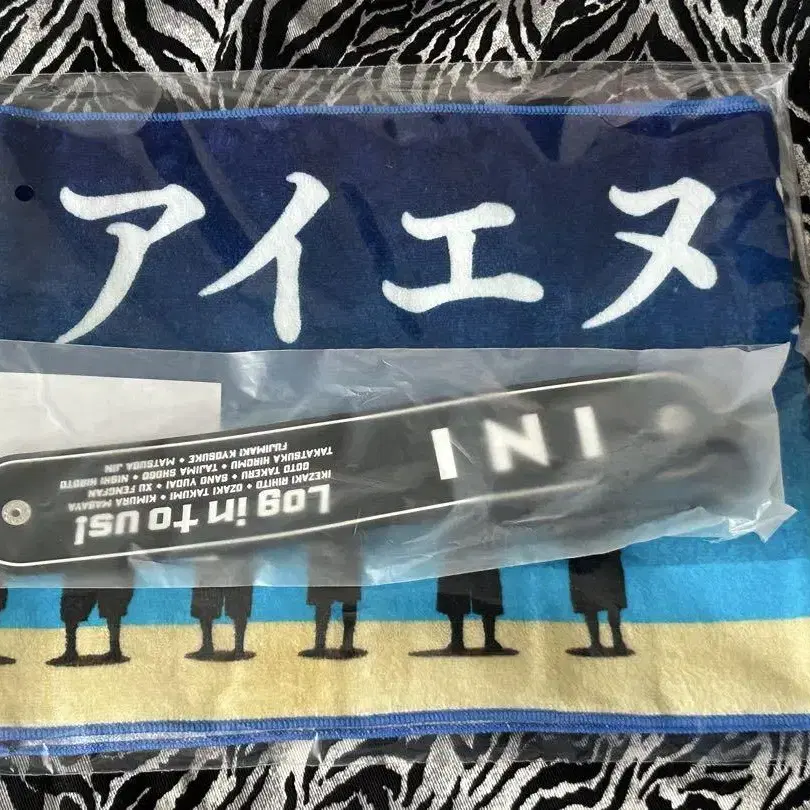 アイエヌ
INI
Log in to us!
IKEZAKI RIHITO • OZAKI TAKUMI • KIMURA MASAYA
GOTO TAKERU • SANO YUDAI • XU FENGFAN
TAKATSUKA HIROMU • TAJIMA SHOGO • NISHI HIROTO
FUJIMAKI KYOSUKE • MATSUDA JIN